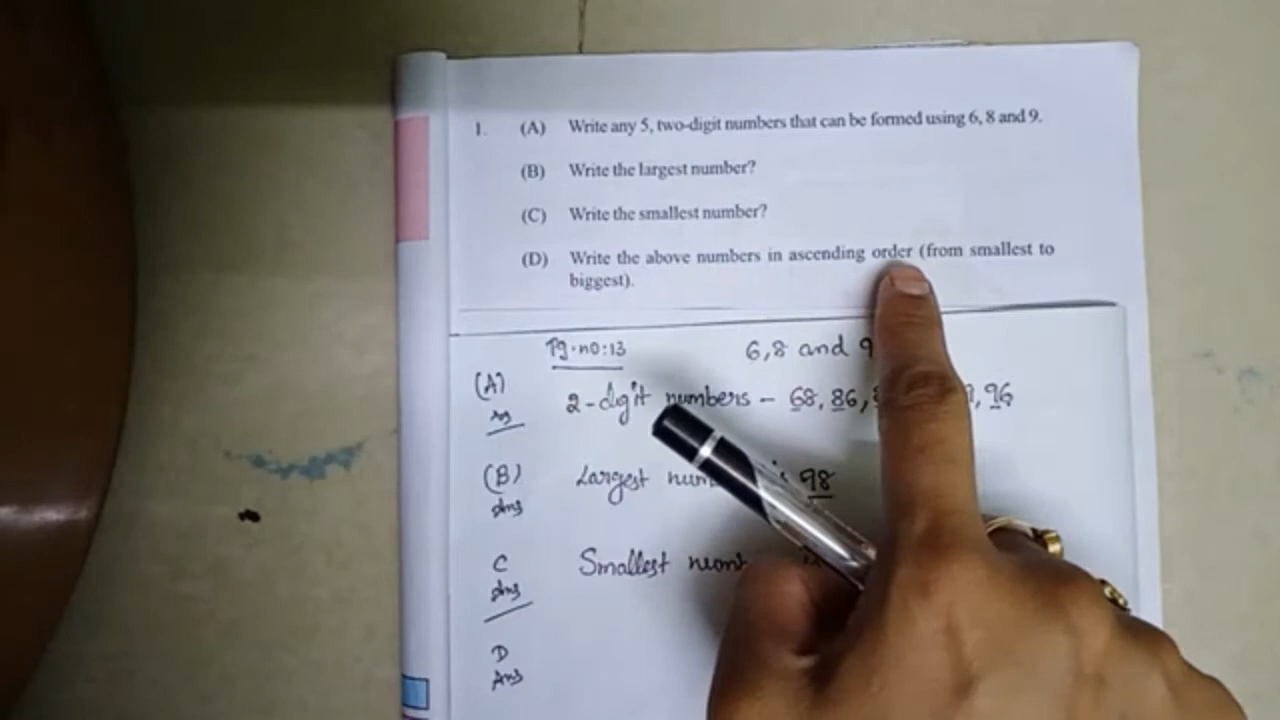 1. (A) Write any 5, two-digit numbers that can be formed using 6, 8 and 9.
(B) Write the largest number?
(C) Write the smallest number?
(D) Write the above numbers in ascending order (from smallest to
biggest).
Pg.no:13 6,8 and 9
(A) 2-digit numbers - 68, 86, 96
Ans
(B) Largest 98
Ans
C Smallest
Ans
D
Ans